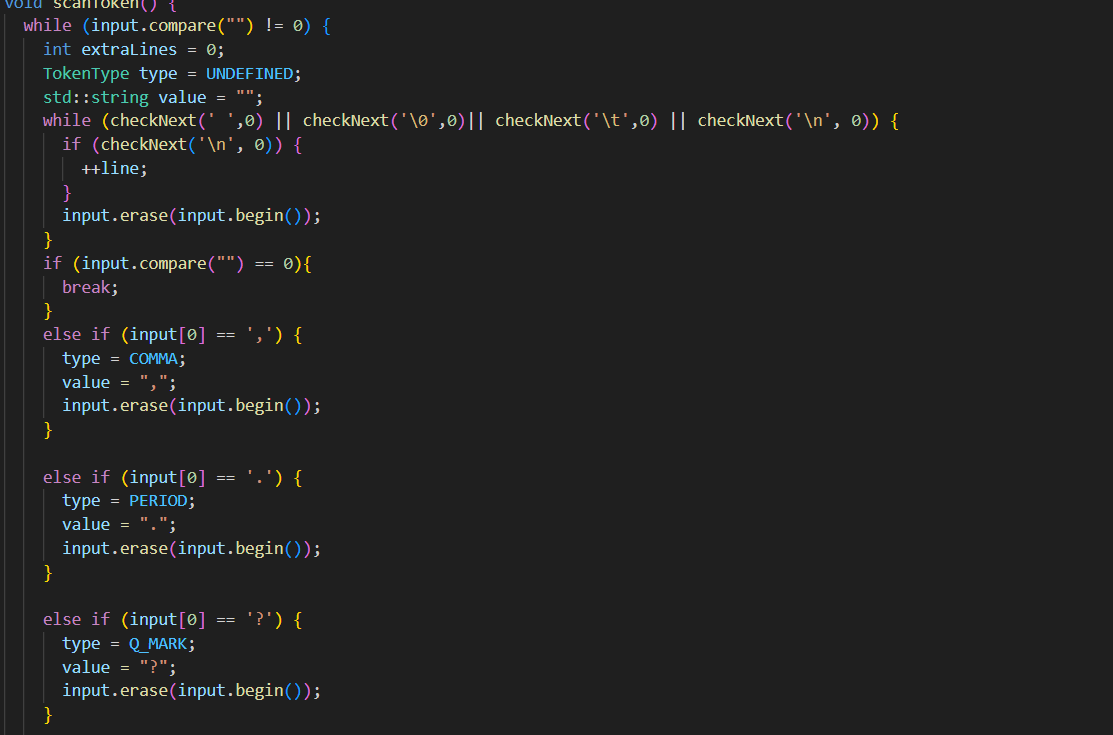 void scanToken() {
while (input.compare("") != 0) {
int extraLines = 0;
TokenType type = UNDEFINED;
std::string value = "";
while (checkNext(' ',0) || checkNext('\0',0)|| checkNext('\t',0) || checkNext('\n', 0)) {
if (checkNext('\n', 0)) {
++line;
}
input.erase(input.begin());
}
if (input.compare("") == 0){
break;
}
else if (input[0] == ',') {
type = COMMA;
value = ",";
input.erase(input.begin());
}
else if (input[0] == '.') {
type = PERIOD;
value = ".";
input.erase(input.begin());
}
else if (input[0] == '?') {
type = Q_MARK;
value = "?";
input.erase(input.begin());
}